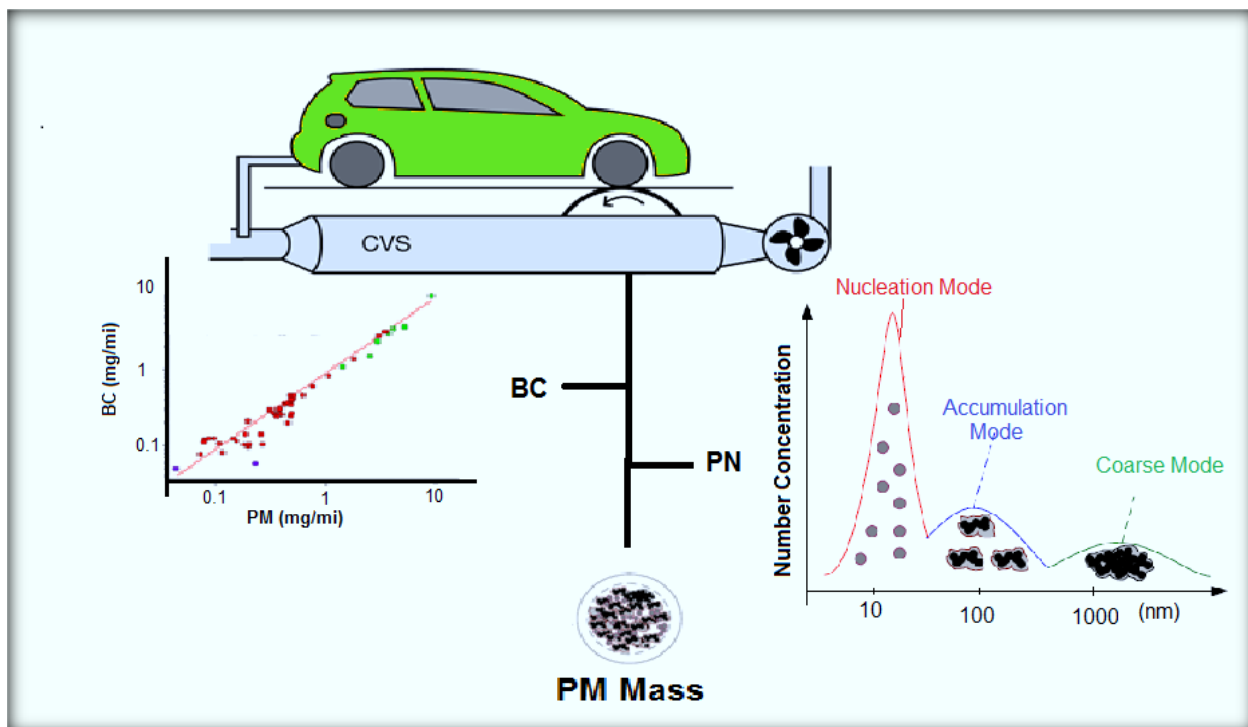 CVS
10
1
0.1
BC (mg/mi)
0.1
1
10
PM (mg/mi)
BC
PN
PM Mass
Nucleation Mode
Accumulation
Mode
Coarse Mode
Number Concentration
10
100
1000
(nm)